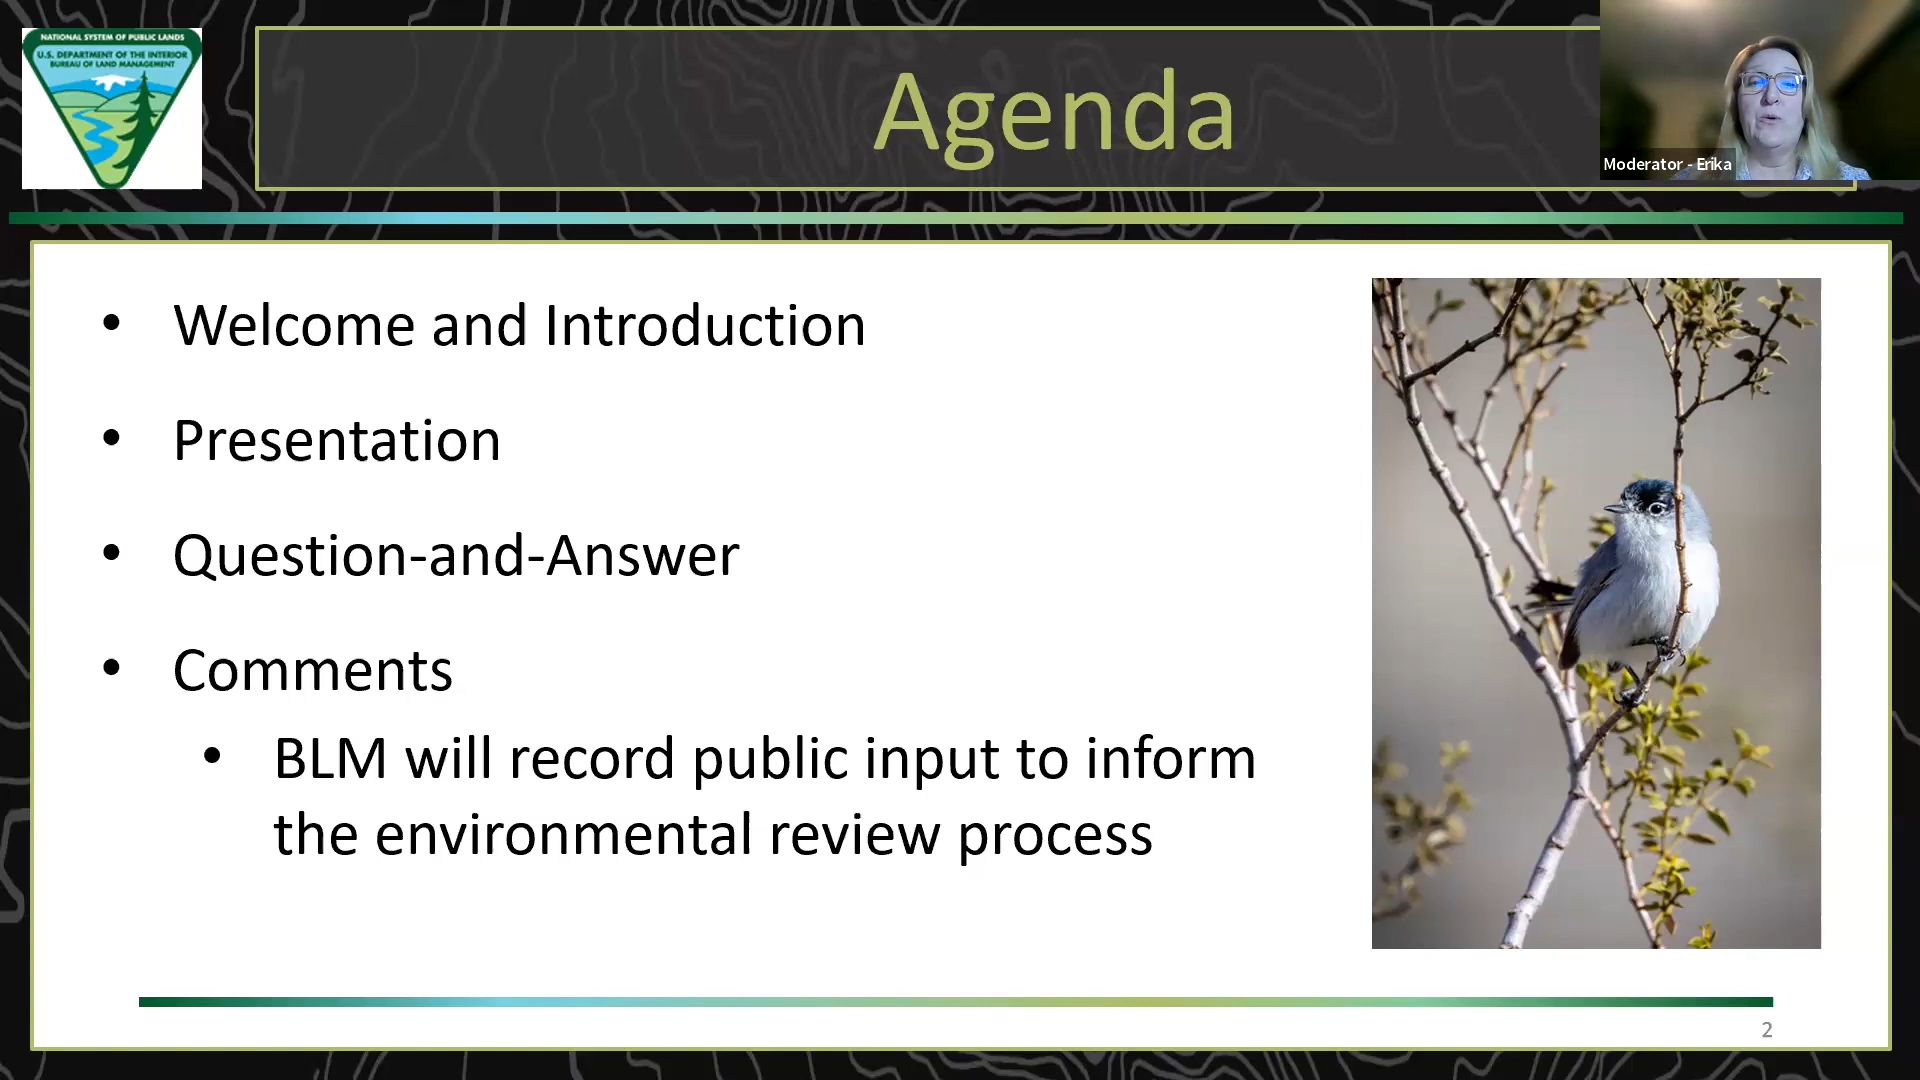 NATIONAL SYSTEM OF PUBLIC LANDS
U.S. DEPARTMENT OF THE INTERIOR
BUREAU OF LAND MANAGEMENT
Agenda
Moderator - Erika
• Welcome and Introduction
• Presentation
• Question-and-Answer
• Comments
• BLM will record public input to inform
the environmental review process
2